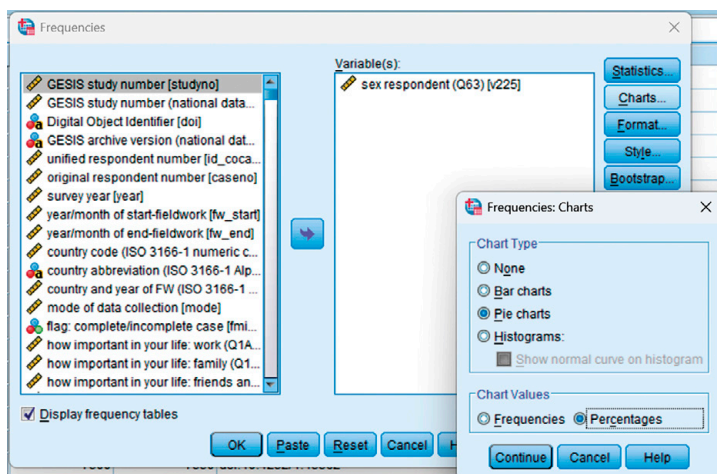 Frequencies
Variable(s):
GESIS study number [studyno]
GESIS study number (national data...
Digital Object Identifier [doi]
GESIS archive version (national dat...
unified respondent number [id_coca...
original respondent number [caseno]
survey year [year]
year/month of start-fieldwork [fw_start]
year/month of end-fieldwork [fw_end]
country code (ISO 3166-1 numeric c...
country abbreviation (ISO 3166-1 Alp...
country and year of FW (ISO 3166-1 ...
mode of data collection [mode]
flag: complete/incomplete case [fmi...
how important in your life: work (Q1A...
how important in your life: family (Q1...
how important in your life: friends an...
sex respondent (Q63) [v225]
Statistics...
Charts...
Format...
Style...
Bootstrap...
Display frequency tables
OK Paste Reset Cancel H
Frequencies: Charts
Chart Type
None
Bar charts
Pie charts
Histograms:
Show normal curve on histogram
Chart Values
Frequencies Percentages
Continue Cancel Help